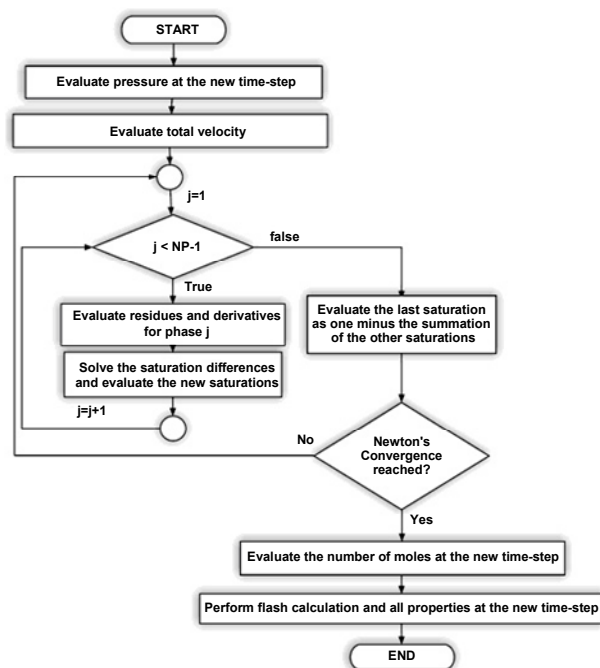 START
Evaluate pressure at the new time-step
Evaluate total velocity
j=1
j < NP-1
false
True
Evaluate residues and derivatives
for phase j
Solve the saturation differences
and evaluate the new saturations
j=j+1
Evaluate the last saturation
as one minus the summation
of the other saturations
No
Newton's
Convergence
reached?
Yes
Evaluate the number of moles at the new time-step
Perform flash calculation and all properties at the new time-step
END